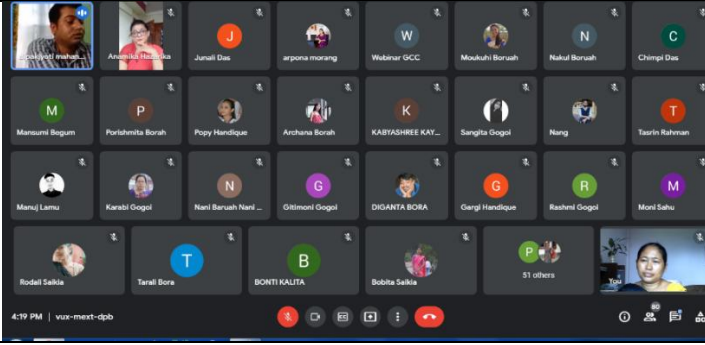 Anamika Hazarika
J
Junali Das
arpona morang
W
Webinar GCC
Moukuhi Boruah
N
Nakul Boruah
C
Chimpi Das
M
Mansumi Begum
P
Porishmita Borah
Popy Handique
Archana Borah
K
KABYASHREE KAY...
Sangita Gogoi
Nang
T
Tasrin Rahman
Manuj Lamu
Karabi Gogoi
N
Nani Baruah Nani ...
G
Gitimoni Gogoi
DIGANTA BORA
G
Gargi Handique
R
Rashmi Gogoi
M
Moni Sahu
Rodali Saikia
T
Tarali Bora
B
BONTI KALITA
Bobita Saikia
P
51 others
You
4:19 PM | vux-mext-dpb
CC
80